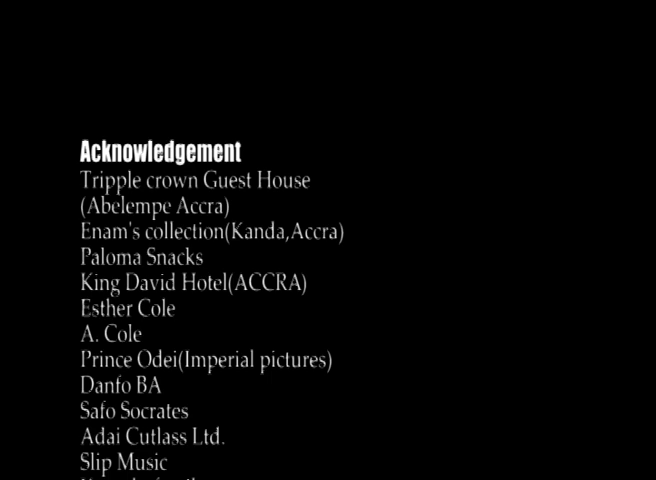 Acknowledgement
Tripple crown Guest House
(Abelempe Accra)
Enam's collection(Kanda,Accra)
Paloma Snacks
King David Hotel(ACCRA)
Esther Cole
A. Cole
Prince Odei(Imperial pictures)
Danfo BA
Safo Socrates
Adai Cutlass Ltd.
Slip Music